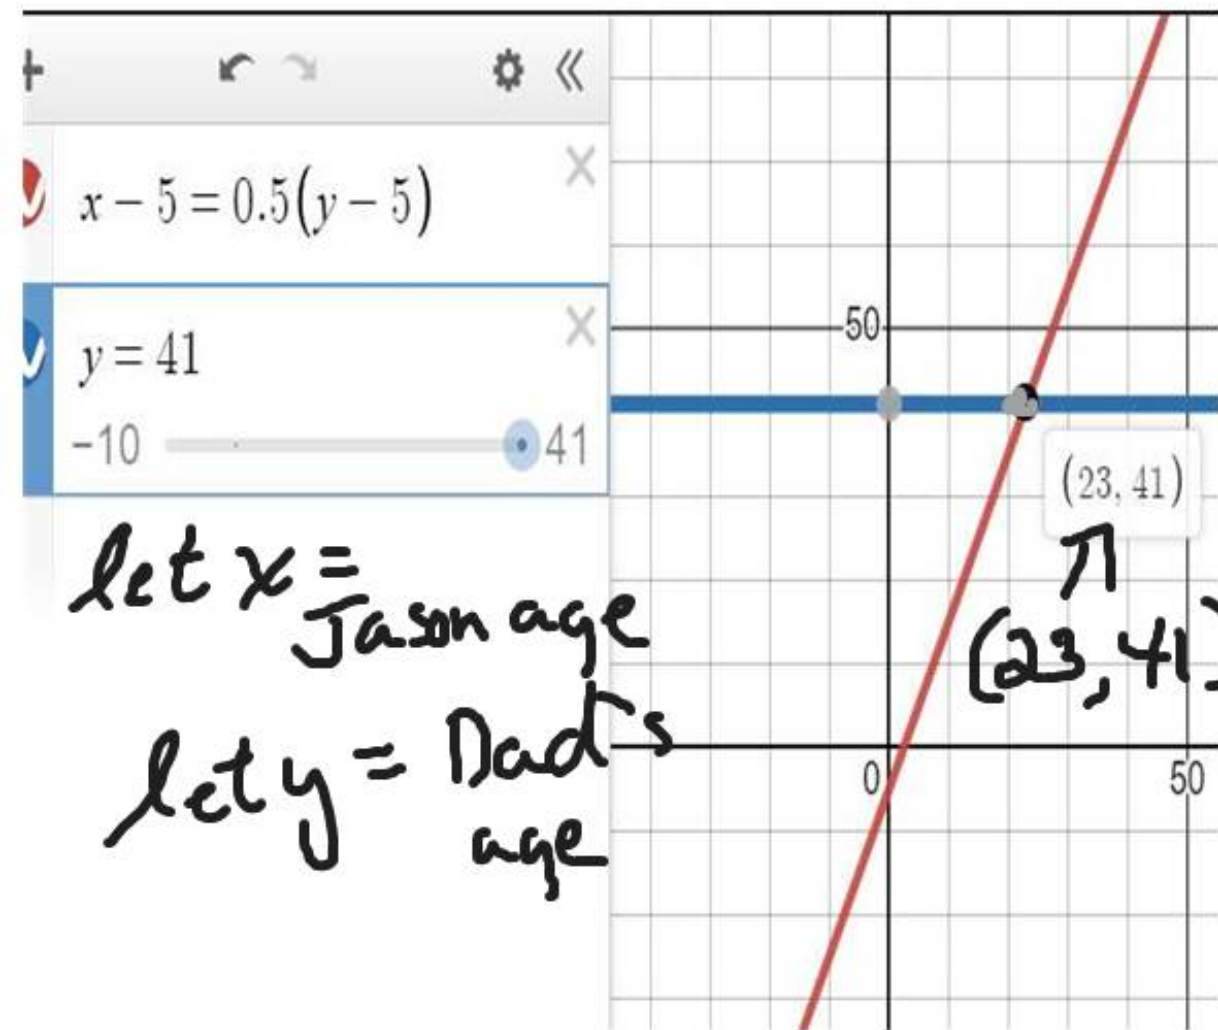 x − 5 = 0.5(y − 5)
y = 41
−10 41
let x =
Jason age
let y = Dad's
age
50
(23, 41)
(23, 41)
0 50